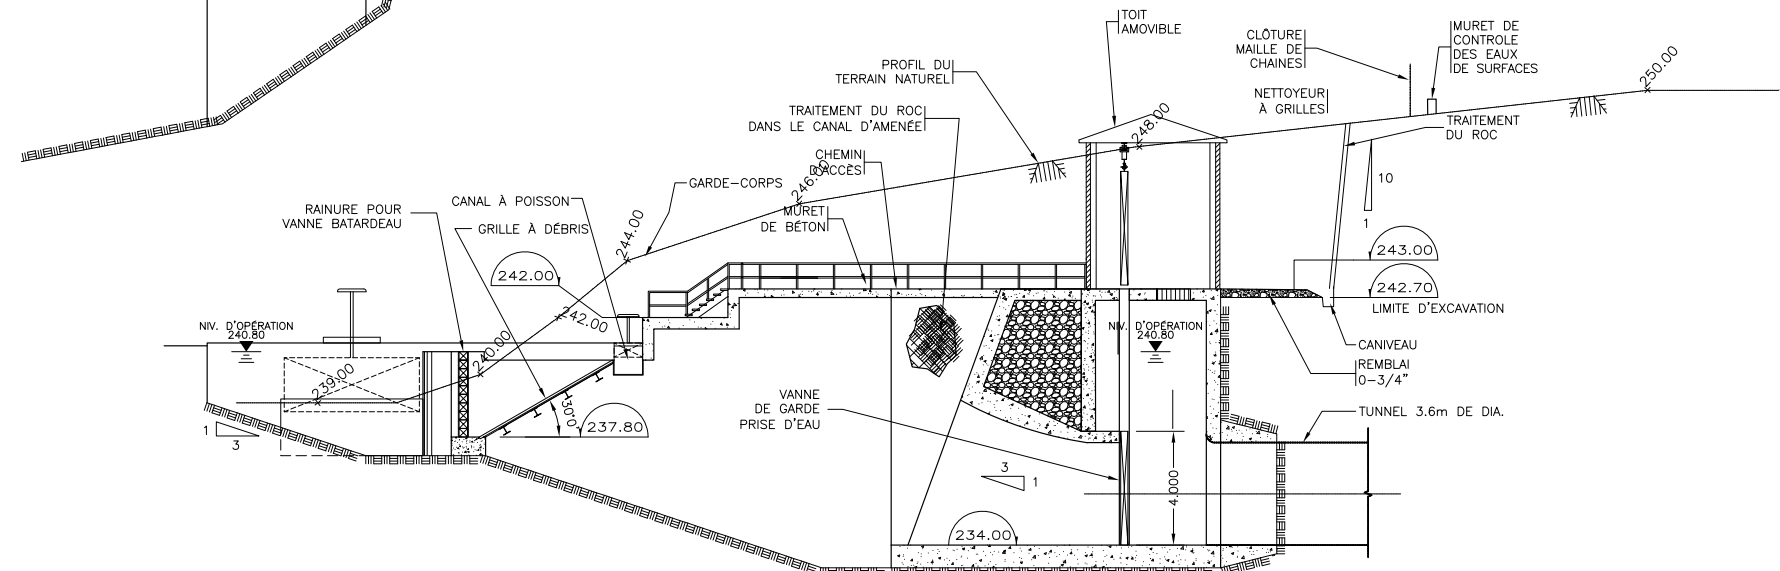 TOIT
AMOVIBLE
MURET DE
CONTROLE
DES EAUX
DE SURFACES
CLÔTURE
MAILLE DE
CHAINES
PROFIL DU
TERRAIN NATUREL
250.00
NETTOYEUR
À GRILLES
TRAITEMENT DU ROC
DANS LE CANAL D'AMENÉE
248.00
TRAITEMENT
DU ROC
CHEMIN
D'ACCÈS
246.00
GARDE-CORPS
10
1
CANAL À POISSON
RAINURE POUR
VANNE BATARDEAU
GRILLE À DÉBRIS
MURET
DE BÉTON
244.00
243.00
242.00
242.70
LIMITE D'EXCAVATION
242.00
NIV. D'OPÉRATION
240.80
NIV. D'OPÉRATION
240.80
CANIVEAU
240.00
REMBLAI
0-3/4"
239.00
VANNE
DE GARDE
PRISE D'EAU
30°0'
237.80
TUNNEL 3.6m DE DIA.
1
3
3
1
4.000
234.00